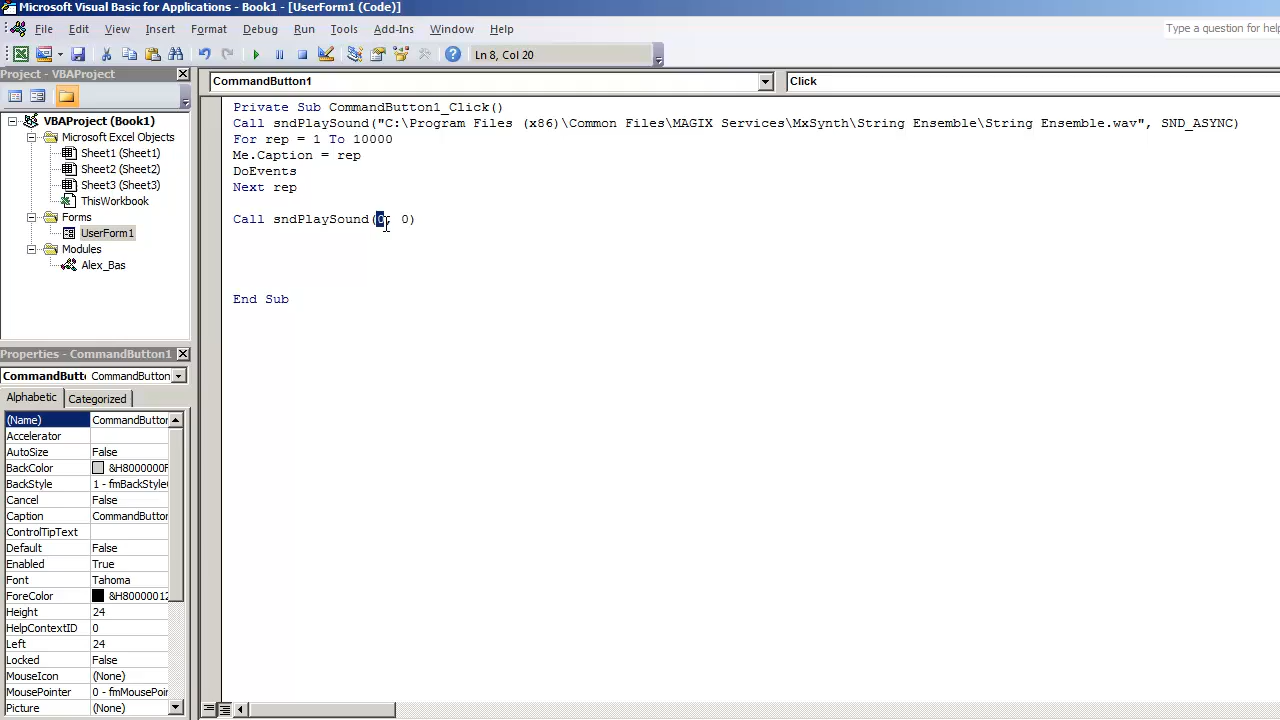 Microsoft Visual Basic for Applications - Book1 - [UserForm1 (Code)]
File Edit View Insert Format Debug Run Tools Add-Ins Window Help
Type a question for help
Ln 8, Col 20
Project - VBAProject
CommandButton1
Click
VBAProject (Book1)
Microsoft Excel Objects
Sheet1 (Sheet1)
Sheet2 (Sheet2)
Sheet3 (Sheet3)
ThisWorkbook
Forms
UserForm1
Modules
Alex_Bas
Private Sub CommandButton1_Click()
Call sndPlaySound("C:\Program Files (x86)\Common Files\MAGIX Services\MxSynth\String Ensemble\String Ensemble.wav", SND_ASYNC)
For rep = 1 To 10000
Me.Caption = rep
DoEvents
Next rep
Call sndPlaySound(0, 0)
End Sub
Properties - CommandButton1
CommandButt CommandButton
Alphabetic Categorized
(Name) CommandButton
Accelerator
AutoSize False
BackColor &H8000000F
BackStyle 1 - fmBackStyle
Cancel False
Caption CommandButton
ControlTipText
Default False
Enabled True
Font Tahoma
ForeColor &H80000012
Height 24
HelpContextID 0
Left 24
Locked False
MouseIcon (None)
MousePointer 0 - fmMousePoin
Picture (None)